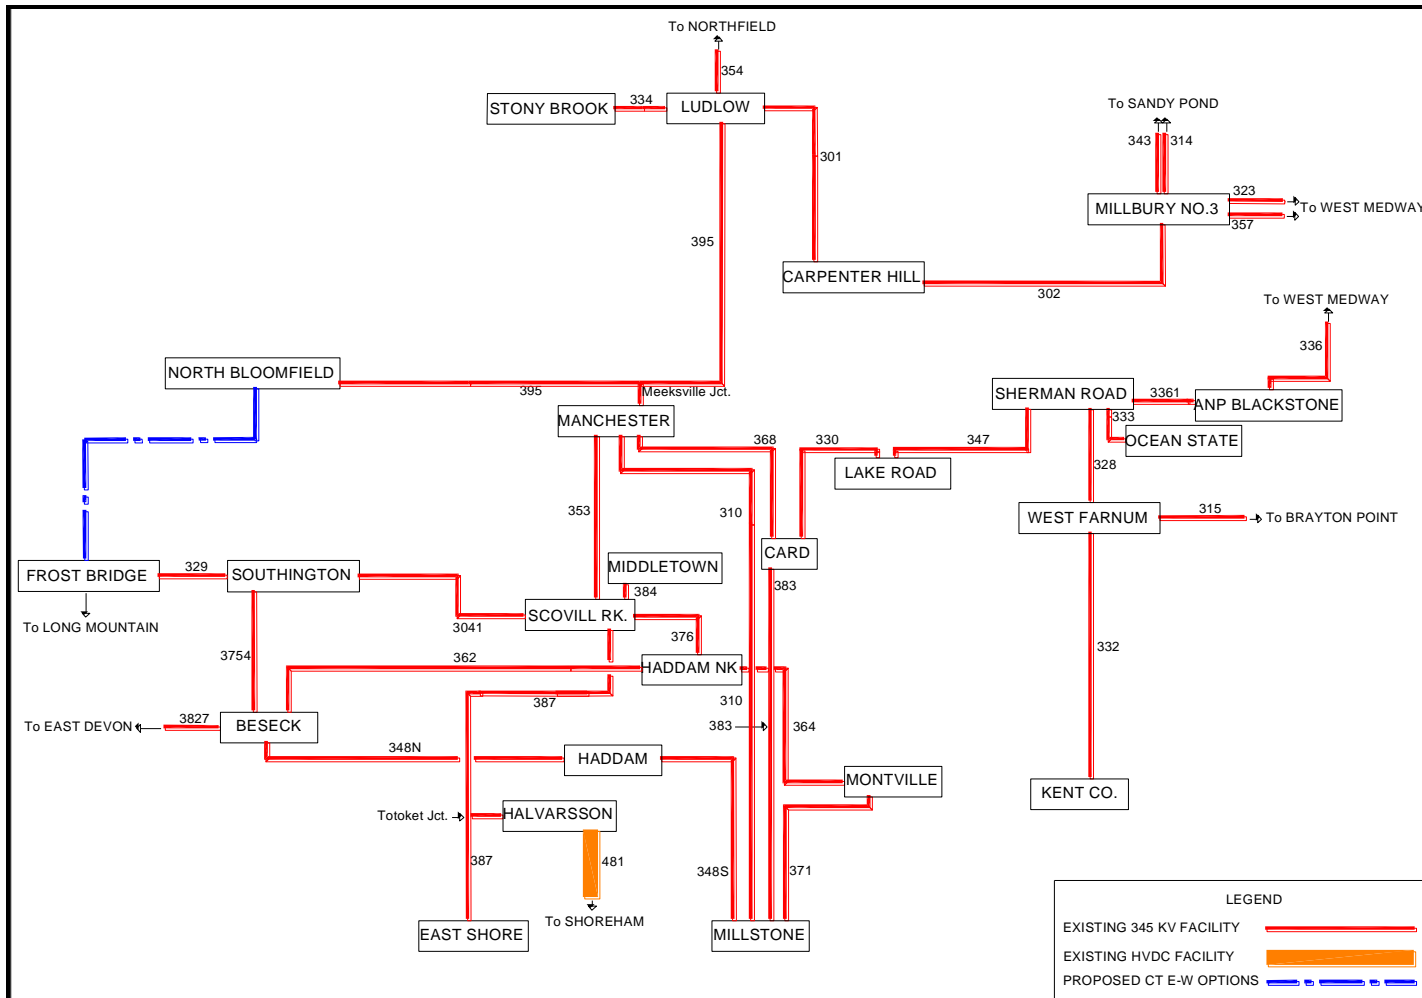 To NORTHFIELD
354
STONY BROOK
334
LUDLOW
To SANDY POND
343
314
301
323
MILLBURY NO.3
To WEST MEDWAY
357
395
CARPENTER HILL
302
To WEST MEDWAY
336
NORTH BLOOMFIELD
395
Meeksville Jct.
SHERMAN ROAD
3361
ANP BLACKSTONE
333
MANCHESTER
OCEAN STATE
368
330
347
LAKE ROAD
328
353
310
315
WEST FARNUM
To BRAYTON POINT
CARD
FROST BRIDGE
329
SOUTHINGTON
MIDDLETOWN
383
384
SCOVILL RK.
To LONG MOUNTAIN
3041
376
3754
362
HADDAM NK
332
387
310
To EAST DEVON
3827
BESECK
383
364
348N
HADDAM
MONTVILLE
KENT CO.
Totoket Jct.
HALVARSSON
387
481
348S
371
To SHOREHAM
EAST SHORE
MILLSTONE
LEGEND
EXISTING 345 KV FACILITY
EXISTING HVDC FACILITY
PROPOSED CT E-W OPTIONS